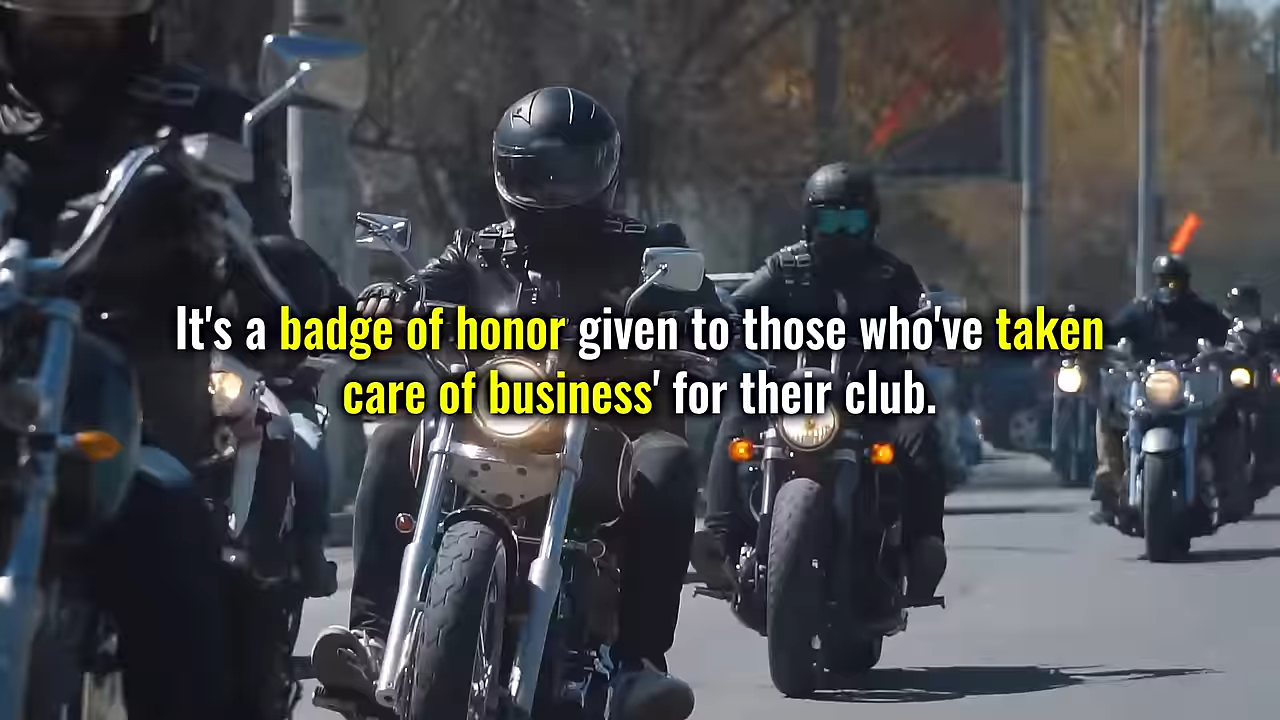 It's a badge of honor given to those who've taken
care of business' for their club.